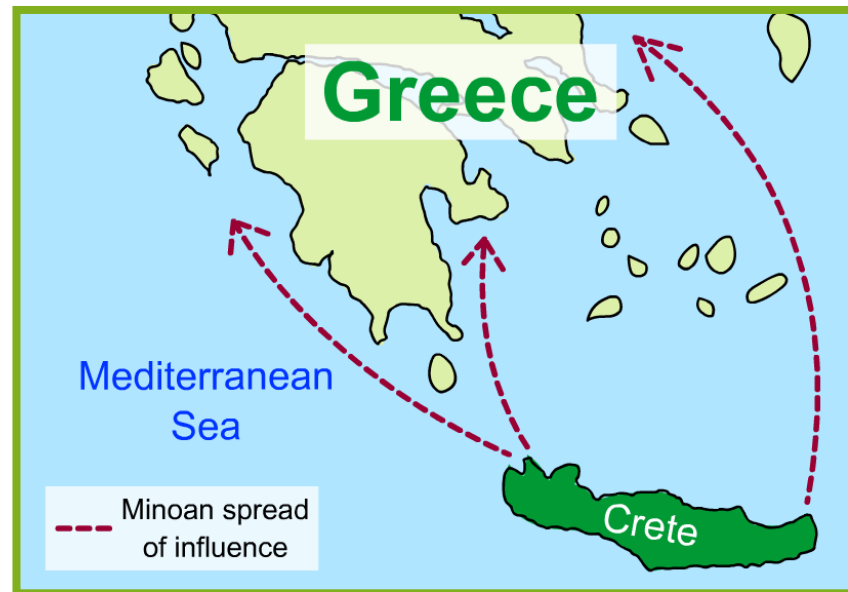 Greece
Mediterranean
Sea
Crete
Minoan spread
of influence